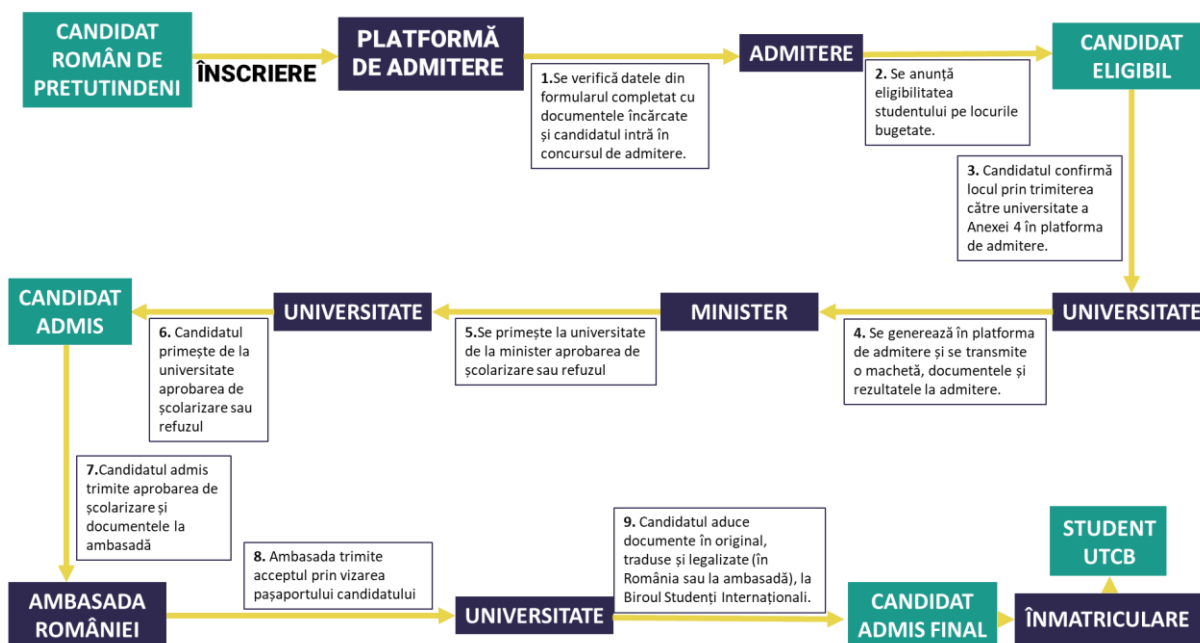 CANDIDAT
ROMÂN DE
PRETUTINDENI
ÎNSCRIERE
PLATFORMĂ
DE ADMITERE
1.Se verifică datele din
formularul completat cu
documentele încărcate
și candidatul intră în
concursul de admitere.
ADMITERE
2. Se anunță
eligibilitatea
studentului pe locurile
bugetate.
CANDIDAT
ELIGIBIL
3. Candidatul confirmă
locul prin trimiterea
către universitate a
Anexei 4 în platforma
de admitere.
UNIVERSITATE
4. Se generează în platforma
de admitere și se transmite
o machetă, documentele și
rezultatele la admitere.
MINISTER
5.Se primește la universitate
de la minister aprobarea de
școlarizare sau refuzul
UNIVERSITATE
6. Candidatul
primește de la
universitate
aprobarea de
școlarizare sau
refuzul
CANDIDAT
ADMIS
7.Candidatul admis
trimite aprobarea de
școlarizare și
documentele la
ambasadă
AMBASADA
ROMÂNIEI
8. Ambasada trimite
acceptul prin vizarea
pașaportului candidatului
UNIVERSITATE
9. Candidatul aduce
documente în original,
traduse și legalizate (în
România sau la ambasadă), la
Biroul Studenți Internaționali.
CANDIDAT
ADMIS FINAL
ÎNMATRICULARE
STUDENT
UTCB